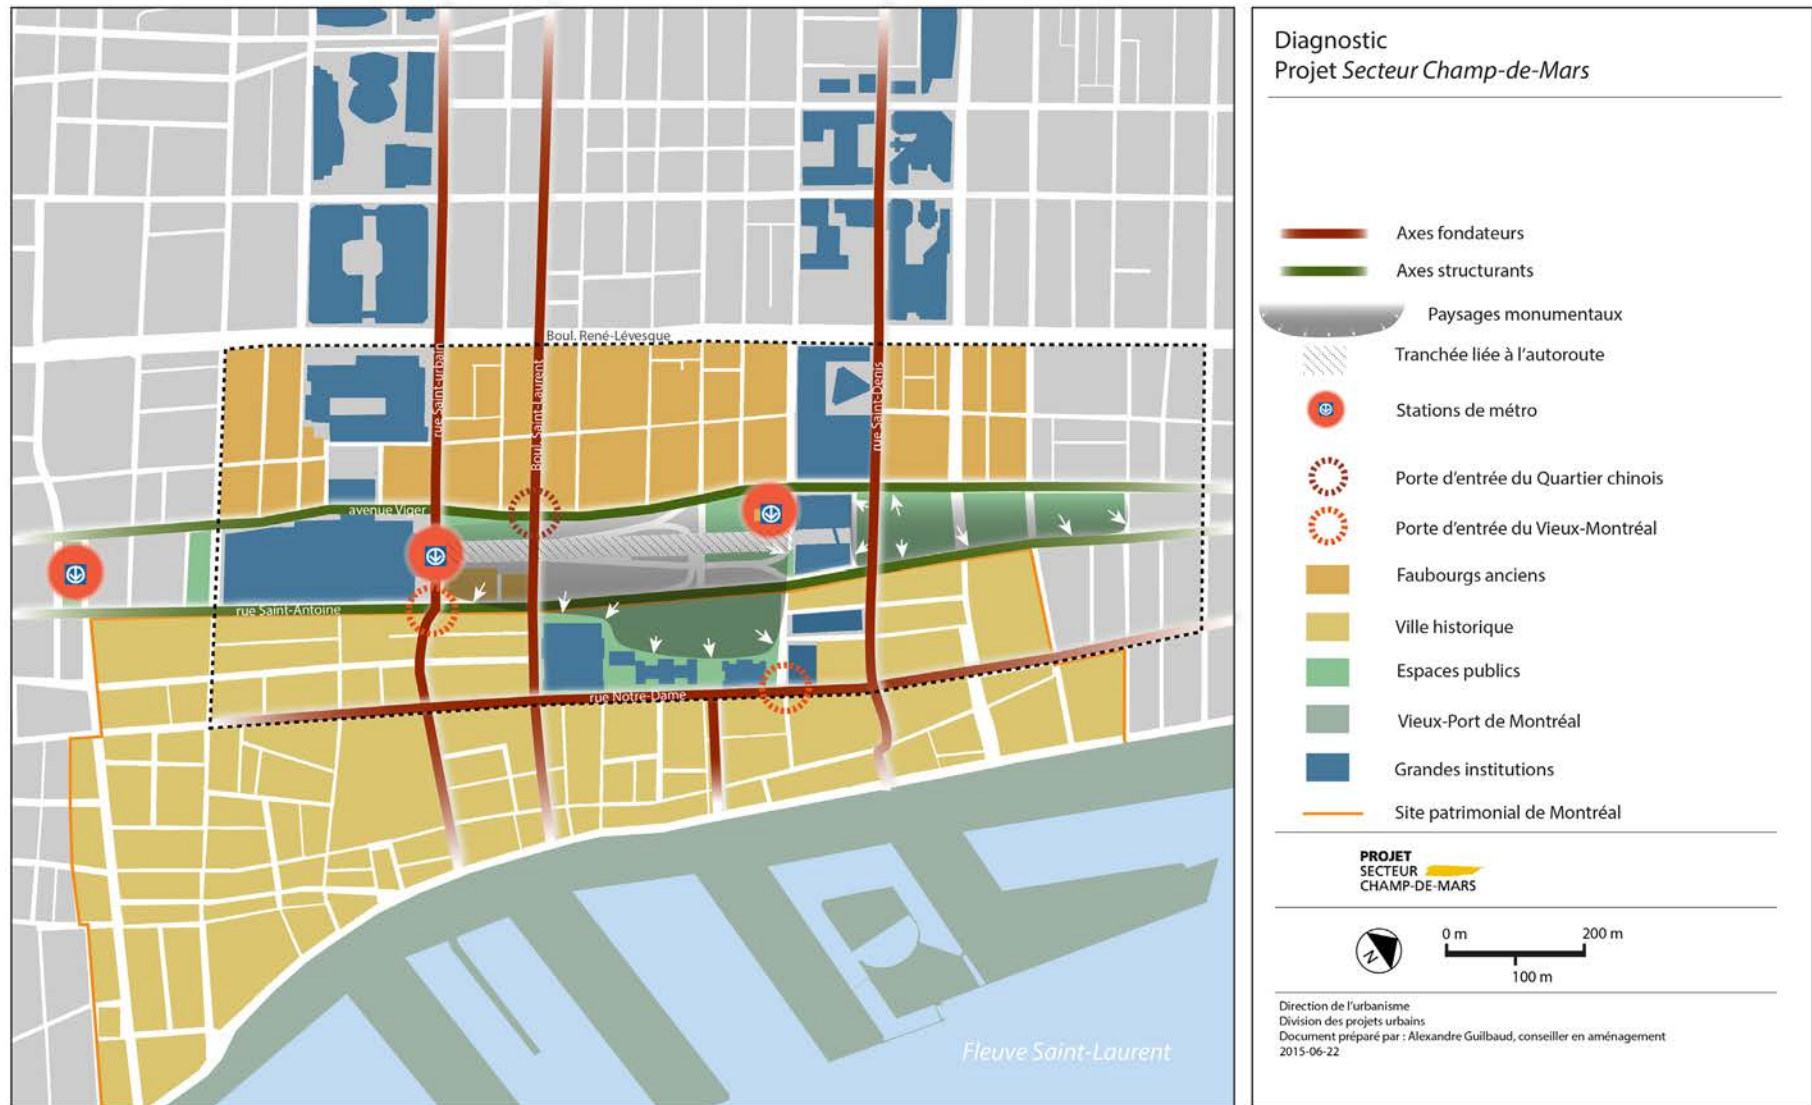 Boul. René-Lévesque
rue Saint-urbain
Boul. Saint-Laurent
rue Saint-Denis
avenue Viger
rue Saint-Antoine
rue Notre-Dame
Fleuve Saint-Laurent
Diagnostic
Projet Secteur Champ-de-Mars
Axes fondateurs
Axes structurants
Paysages monumentaux
Tranchée liée à l'autoroute
Stations de métro
Porte d'entrée du Quartier chinois
Porte d'entrée du Vieux-Montréal
Faubourgs anciens
Ville historique
Espaces publics
Vieux-Port de Montréal
Grandes institutions
Site patrimonial de Montréal
PROJET
SECTEUR
CHAMP-DE-MARS
N
0 m 200 m
100 m
Direction de l'urbanisme
Division des projets urbains
Document préparé par : Alexandre Guilbaud, conseiller en aménagement
2015-06-22